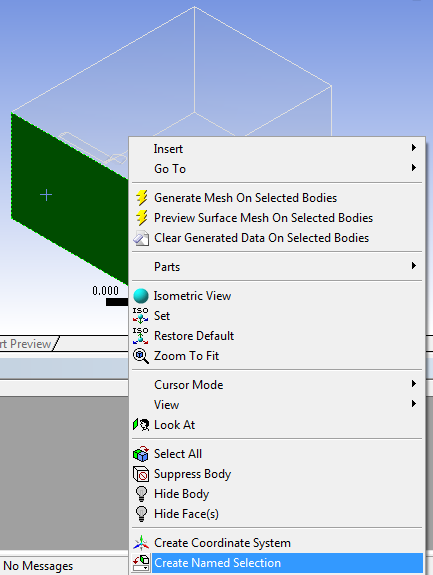 Insert
Go To
Generate Mesh On Selected Bodies
Preview Surface Mesh On Selected Bodies
Clear Generated Data On Selected Bodies
Parts
0.000
Isometric View
ISO
Set
ISO
Restore Default
rt Preview
Zoom To Fit
Cursor Mode
View
Look At
Select All
Suppress Body
Hide Body
Hide Face(s)
Create Coordinate System
Create Named Selection
No Messages